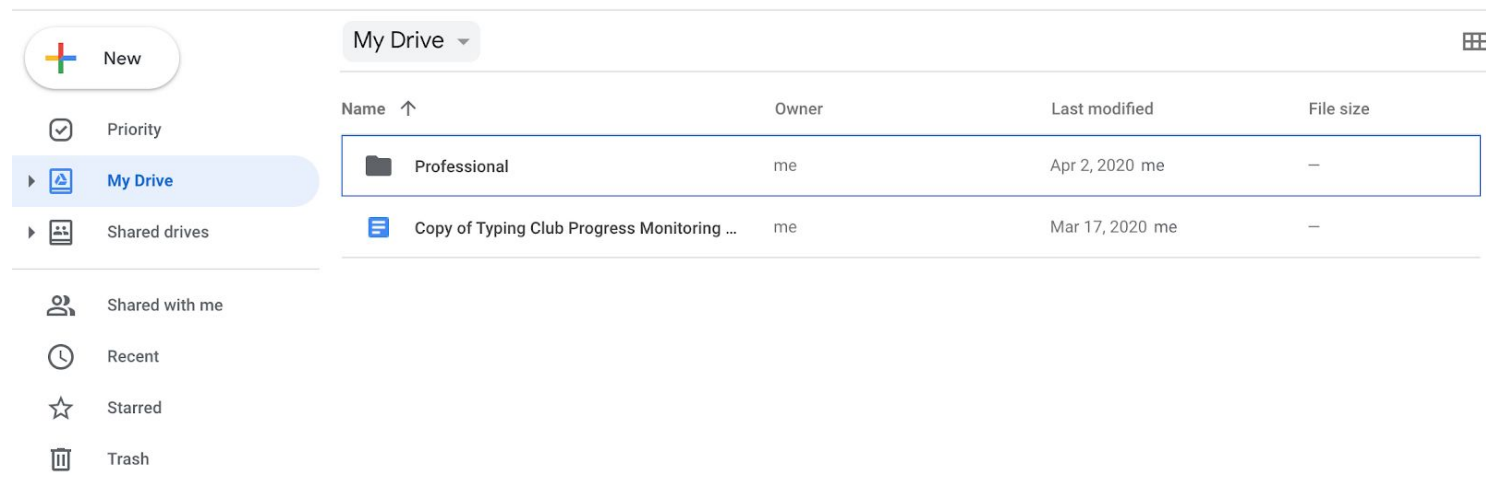 New
My Drive
Name Owner Last modified File size
Priority
My Drive
Shared drives
Professional me Apr 2, 2020 me —
Copy of Typing Club Progress Monitoring ... me Mar 17, 2020 me —
Shared with me
Recent
Starred
Trash